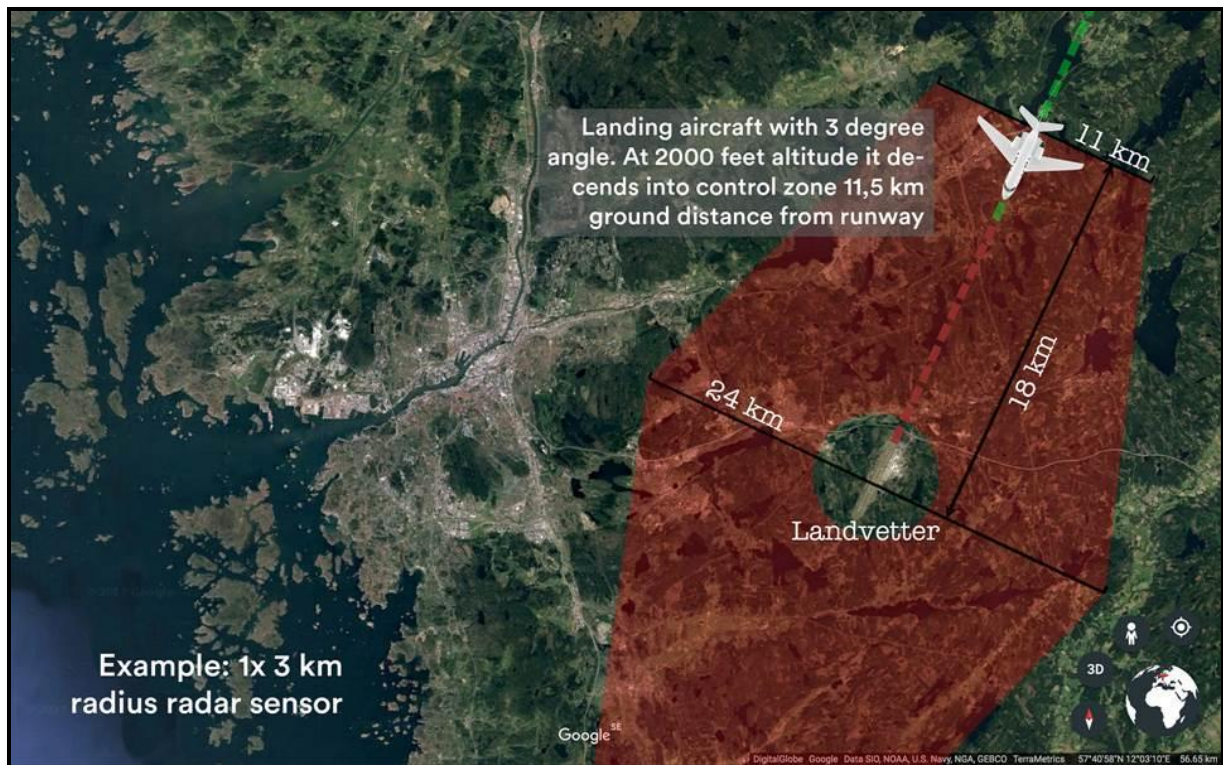 Landing aircraft with 3 degree
angle. At 2000 feet altitude it de-
cends into control zone 11,5 km
ground distance from runway
11 km
18 km
24 km
Landvetter
Example: 1x 3 km
radius radar sensor
3D
Google SE
DigitalGlobe Google Data SIO, NOAA, U.S. Navy, NGA, GEBCO TerraMetrics 57°40'58"N 12°03'10"E 56.65 km